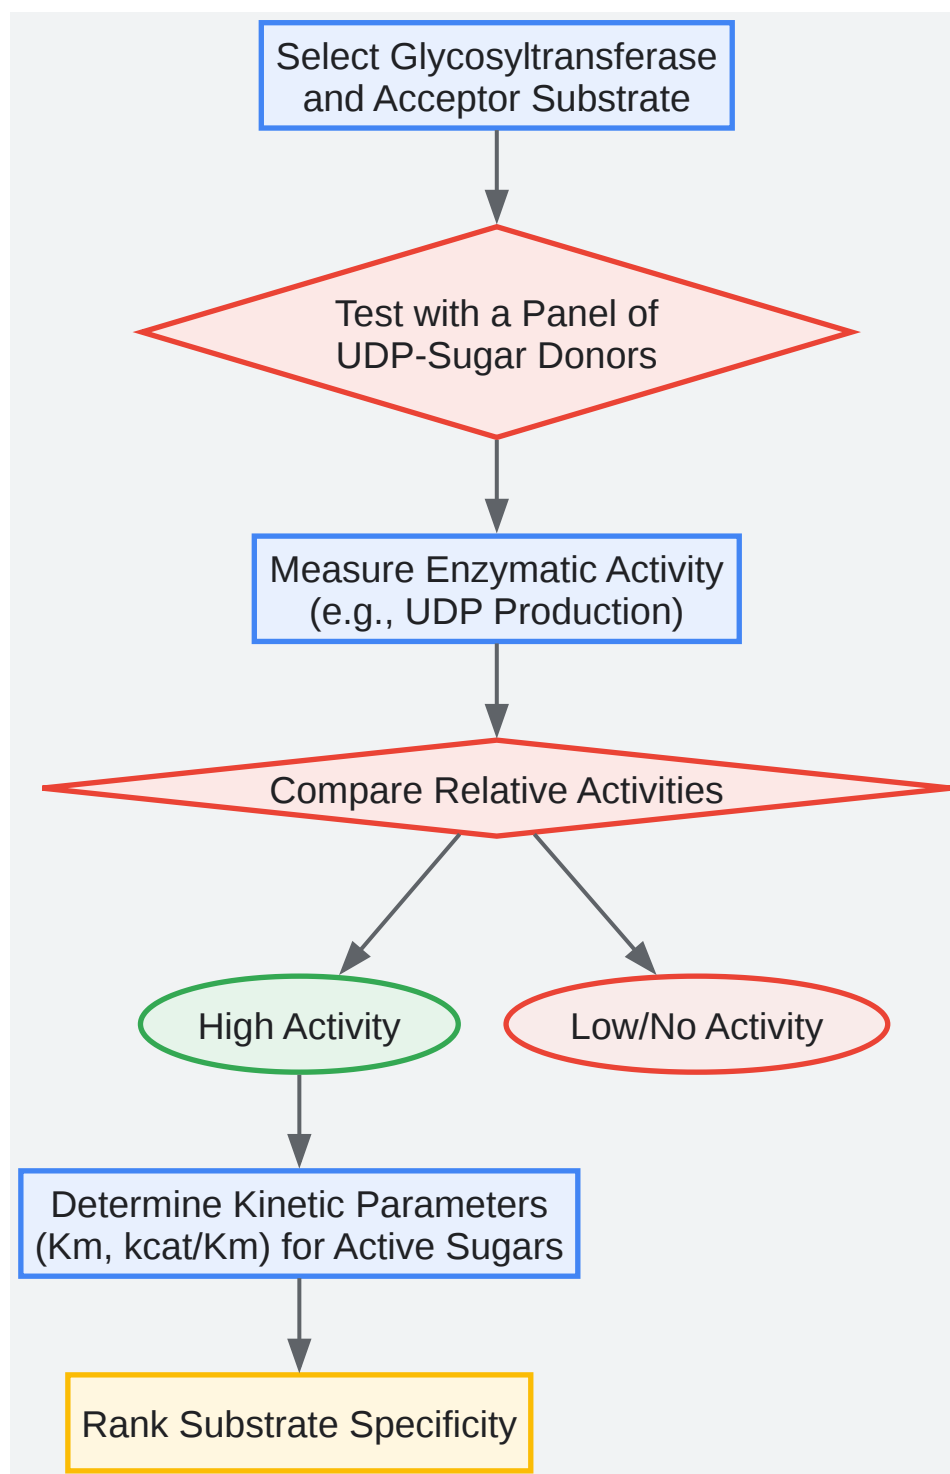 Select Glycosyltransferase
and Acceptor Substrate
Test with a Panel of
UDP-Sugar Donors
Measure Enzymatic Activity
(e.g., UDP Production)
Compare Relative Activities
High Activity
Low/No Activity
Determine Kinetic Parameters
(Km, kcat/Km) for Active Sugars
Rank Substrate Specificity